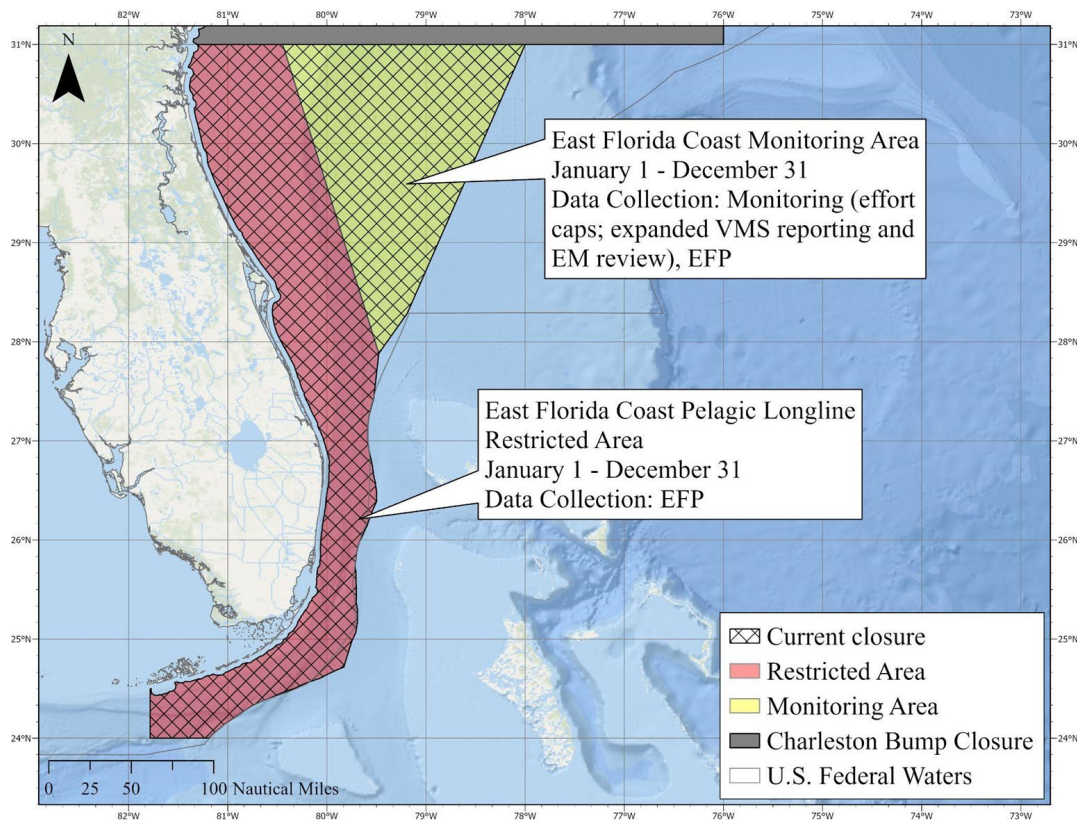 82°W 81°W 80°W 79°W 78°W 77°W 76°W 75°W 74°W 73°W
N
31°N 31°N
30°N 30°N
East Florida Coast Monitoring Area
January 1 - December 31
Data Collection: Monitoring (effort
caps; expanded VMS reporting and
EM review), EFP
29°N 29°N
28°N 28°N
East Florida Coast Pelagic Longline
Restricted Area
January 1 - December 31
Data Collection: EFP
27°N 27°N
26°N 26°N
25°N 25°N
24°N 24°N
Current closure
Restricted Area
Monitoring Area
Charleston Bump Closure
U.S. Federal Waters
0 25 50 100 Nautical Miles
82°W 81°W 80°W 79°W 78°W 77°W 76°W 75°W 74°W 73°W